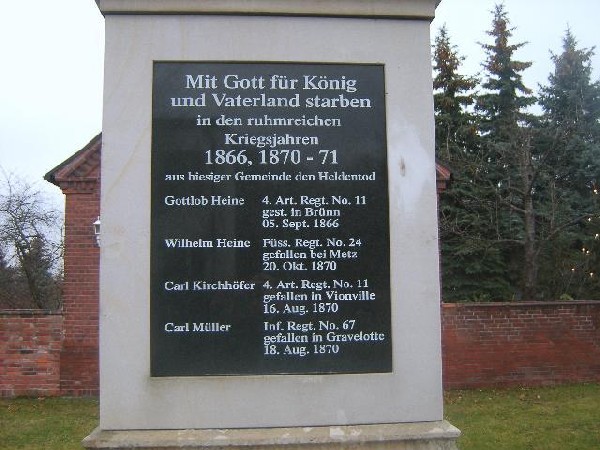 Mit Gott für König
und Vaterland starben
in den ruhmreichen
Kriegsjahren
1866, 1870 - 71
aus hiesiger Gemeinde den Heldentod
Gottlob Heine 4. Art. Regt. No. 11
gest. in Brünn
05. Sept. 1866
Wilhelm Heine Füss. Regt. No. 24
gefallen bei Metz
20. Okt. 1870
Carl Kirchhöfer 4. Art. Regt. No. 11
gefallen in Vionville
16. Aug. 1870
Carl Müller Inf. Regt. No. 67
gefallen in Gravelotte
18. Aug. 1870